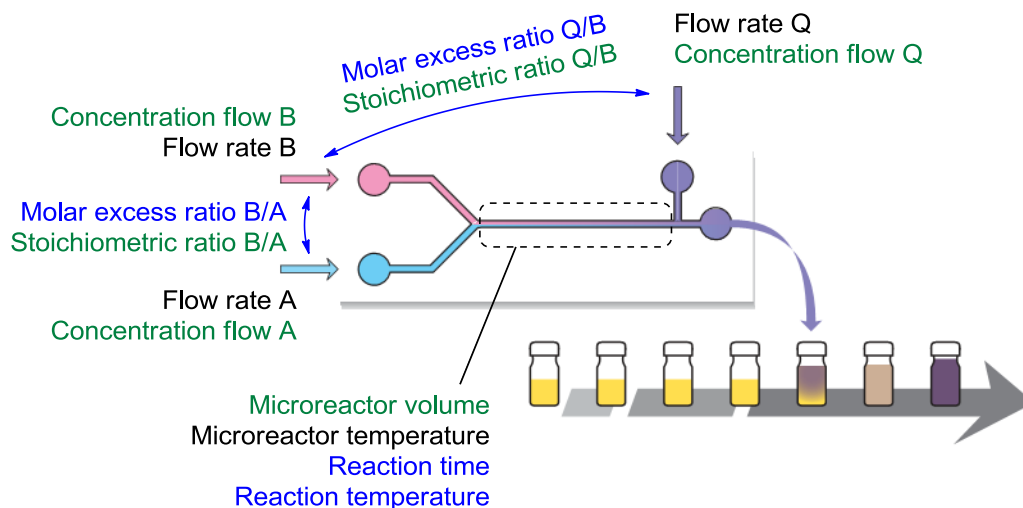 Molar excess ratio Q/B
Stoichiometric ratio Q/B
Flow rate Q
Concentration flow Q
Concentration flow B
Flow rate B
Molar excess ratio B/A
Stoichiometric ratio B/A
Flow rate A
Concentration flow A
Microreactor volume
Microreactor temperature
Reaction time
Reaction temperature